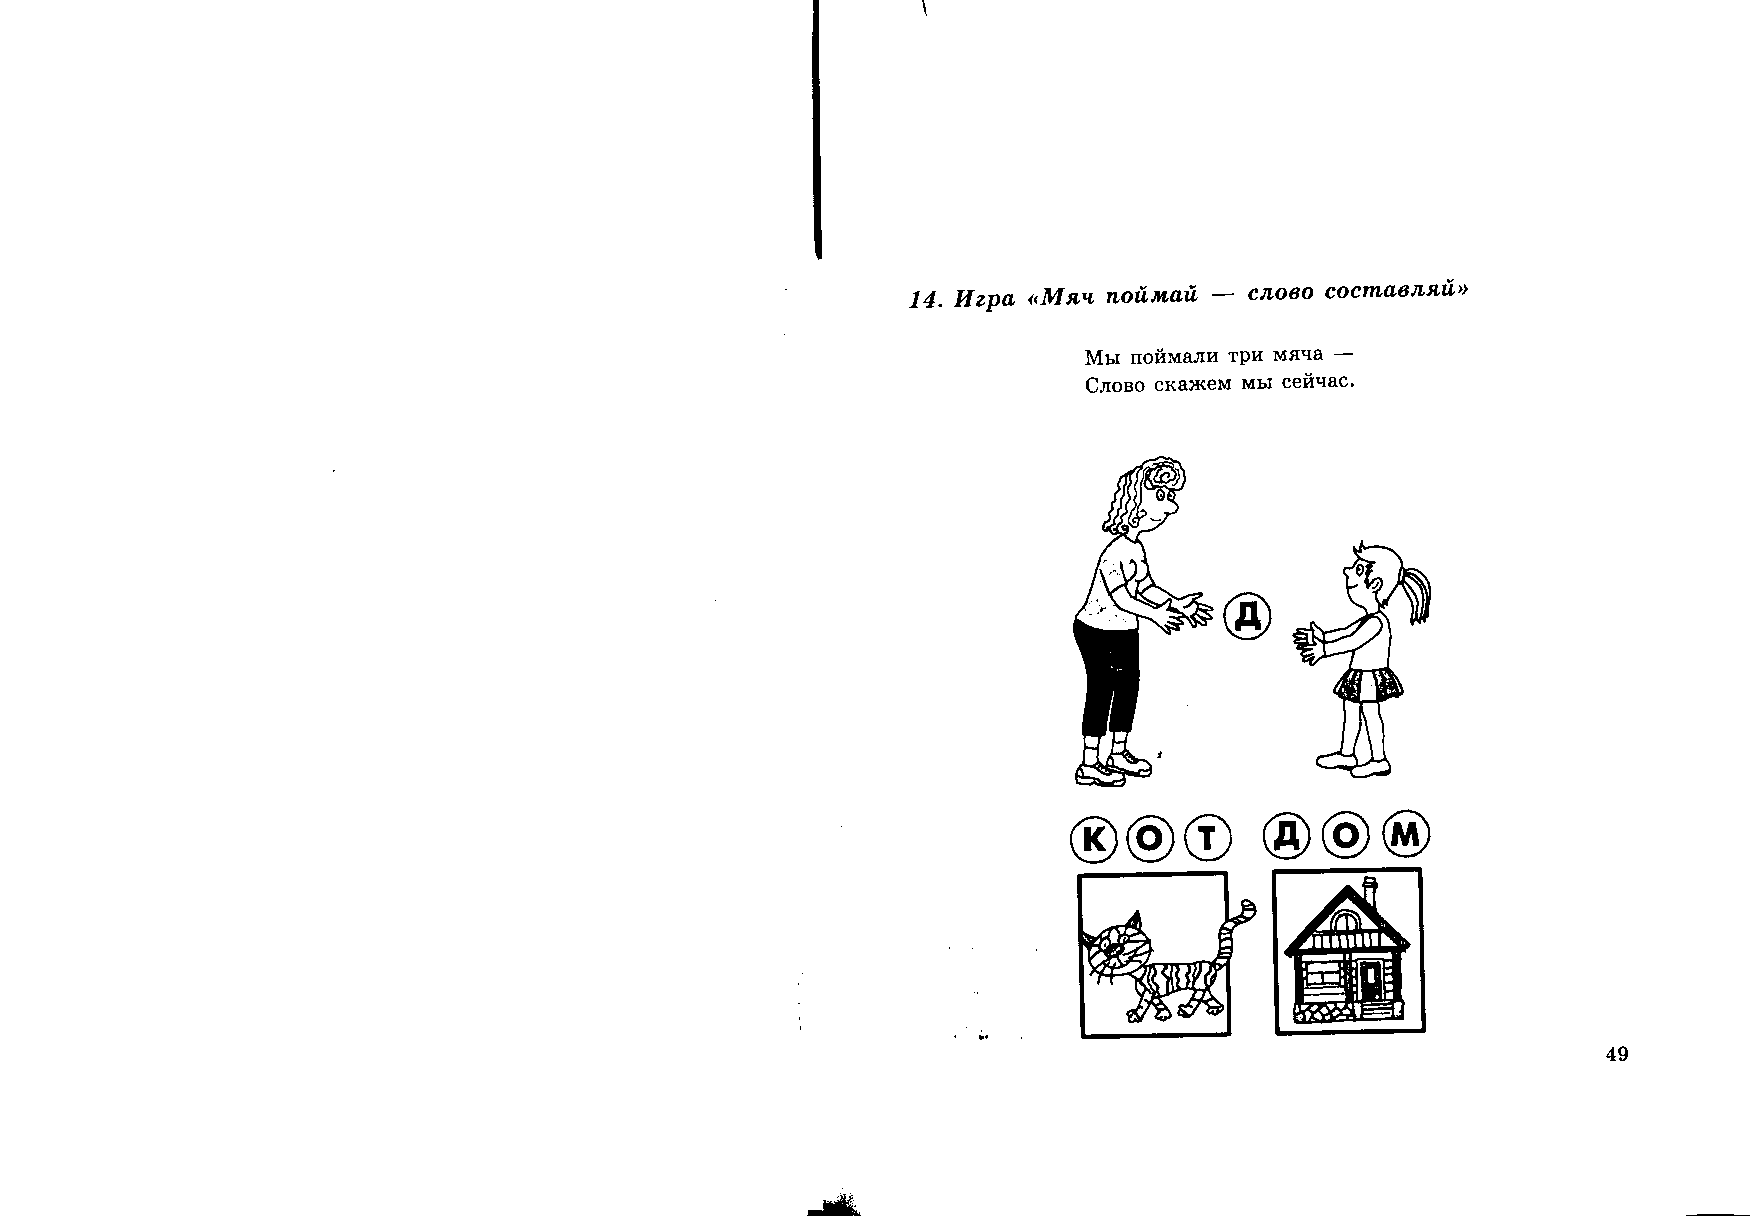 14. Игра «Мяч поймай — слово составляй»
Мы поймали три мяча —
Слово скажем мы сейчас.
Д
К О Т Д О М
49